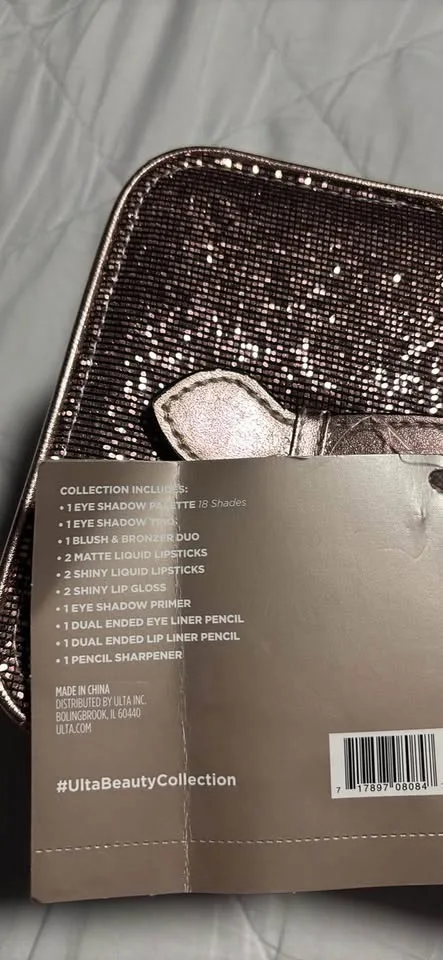 COLLECTION INCLUDES:
• 1 EYE SHADOW PALETTE 18 Shades
• 1 EYE SHADOW TRIO
• 1 BLUSH & BRONZER DUO
• 2 MATTE LIQUID LIPSTICKS
• 2 SHINY LIQUID LIPSTICKS
• 2 SHINY LIP GLOSS
• 1 EYE SHADOW PRIMER
• 1 DUAL ENDED EYE LINER PENCIL
• 1 DUAL ENDED LIP LINER PENCIL
• 1 PENCIL SHARPENER
MADE IN CHINA
DISTRIBUTED BY ULTA INC.
BOLINGBROOK, IL 60440
ULTA.COM
#UltaBeautyCollection
7 17897 08084